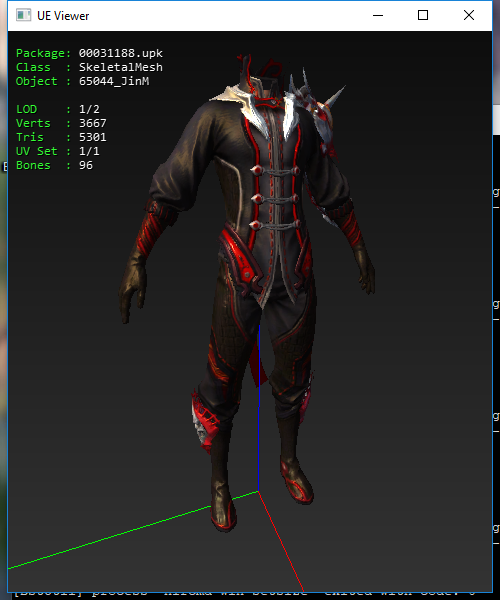 UE Viewer
Package: 00031188.upk
Class : SkeletalMesh
Object : 65044_JinM
LOD : 1/2
Verts : 3667
Tris : 5301
UV Set : 1/1
Bones : 96